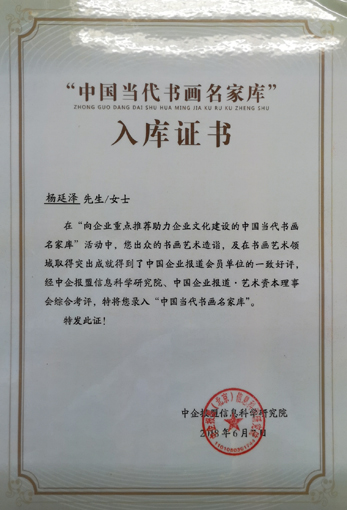 “中国当代书画名家库”
ZHONG GUO DANG DAI SHU HUA MING JIA KU RU KU ZHENG SHU
入库证书
杨廷泽 先生/女士
在“向企业重点推荐助力企业文化建设的中国当代书画
名家库”活动中，您出众的书画艺术造诣，及在书画艺术领
域取得突出成就得到了中国企业报道会员单位的一致好评，
经中企报盟信息科学研究院、中国企业报道·艺术资本理事
会综合考评，特将您录入“中国当代书画名家库”。
特发此证！
中企报盟信息科学研究院
2018年6月 日